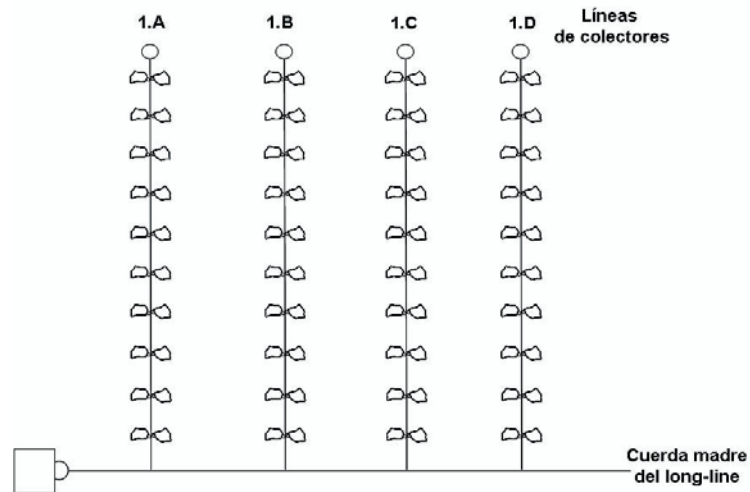 1.A
1.B
1.C
1.D
Líneas
de colectores
Cuerda madre
del long-line